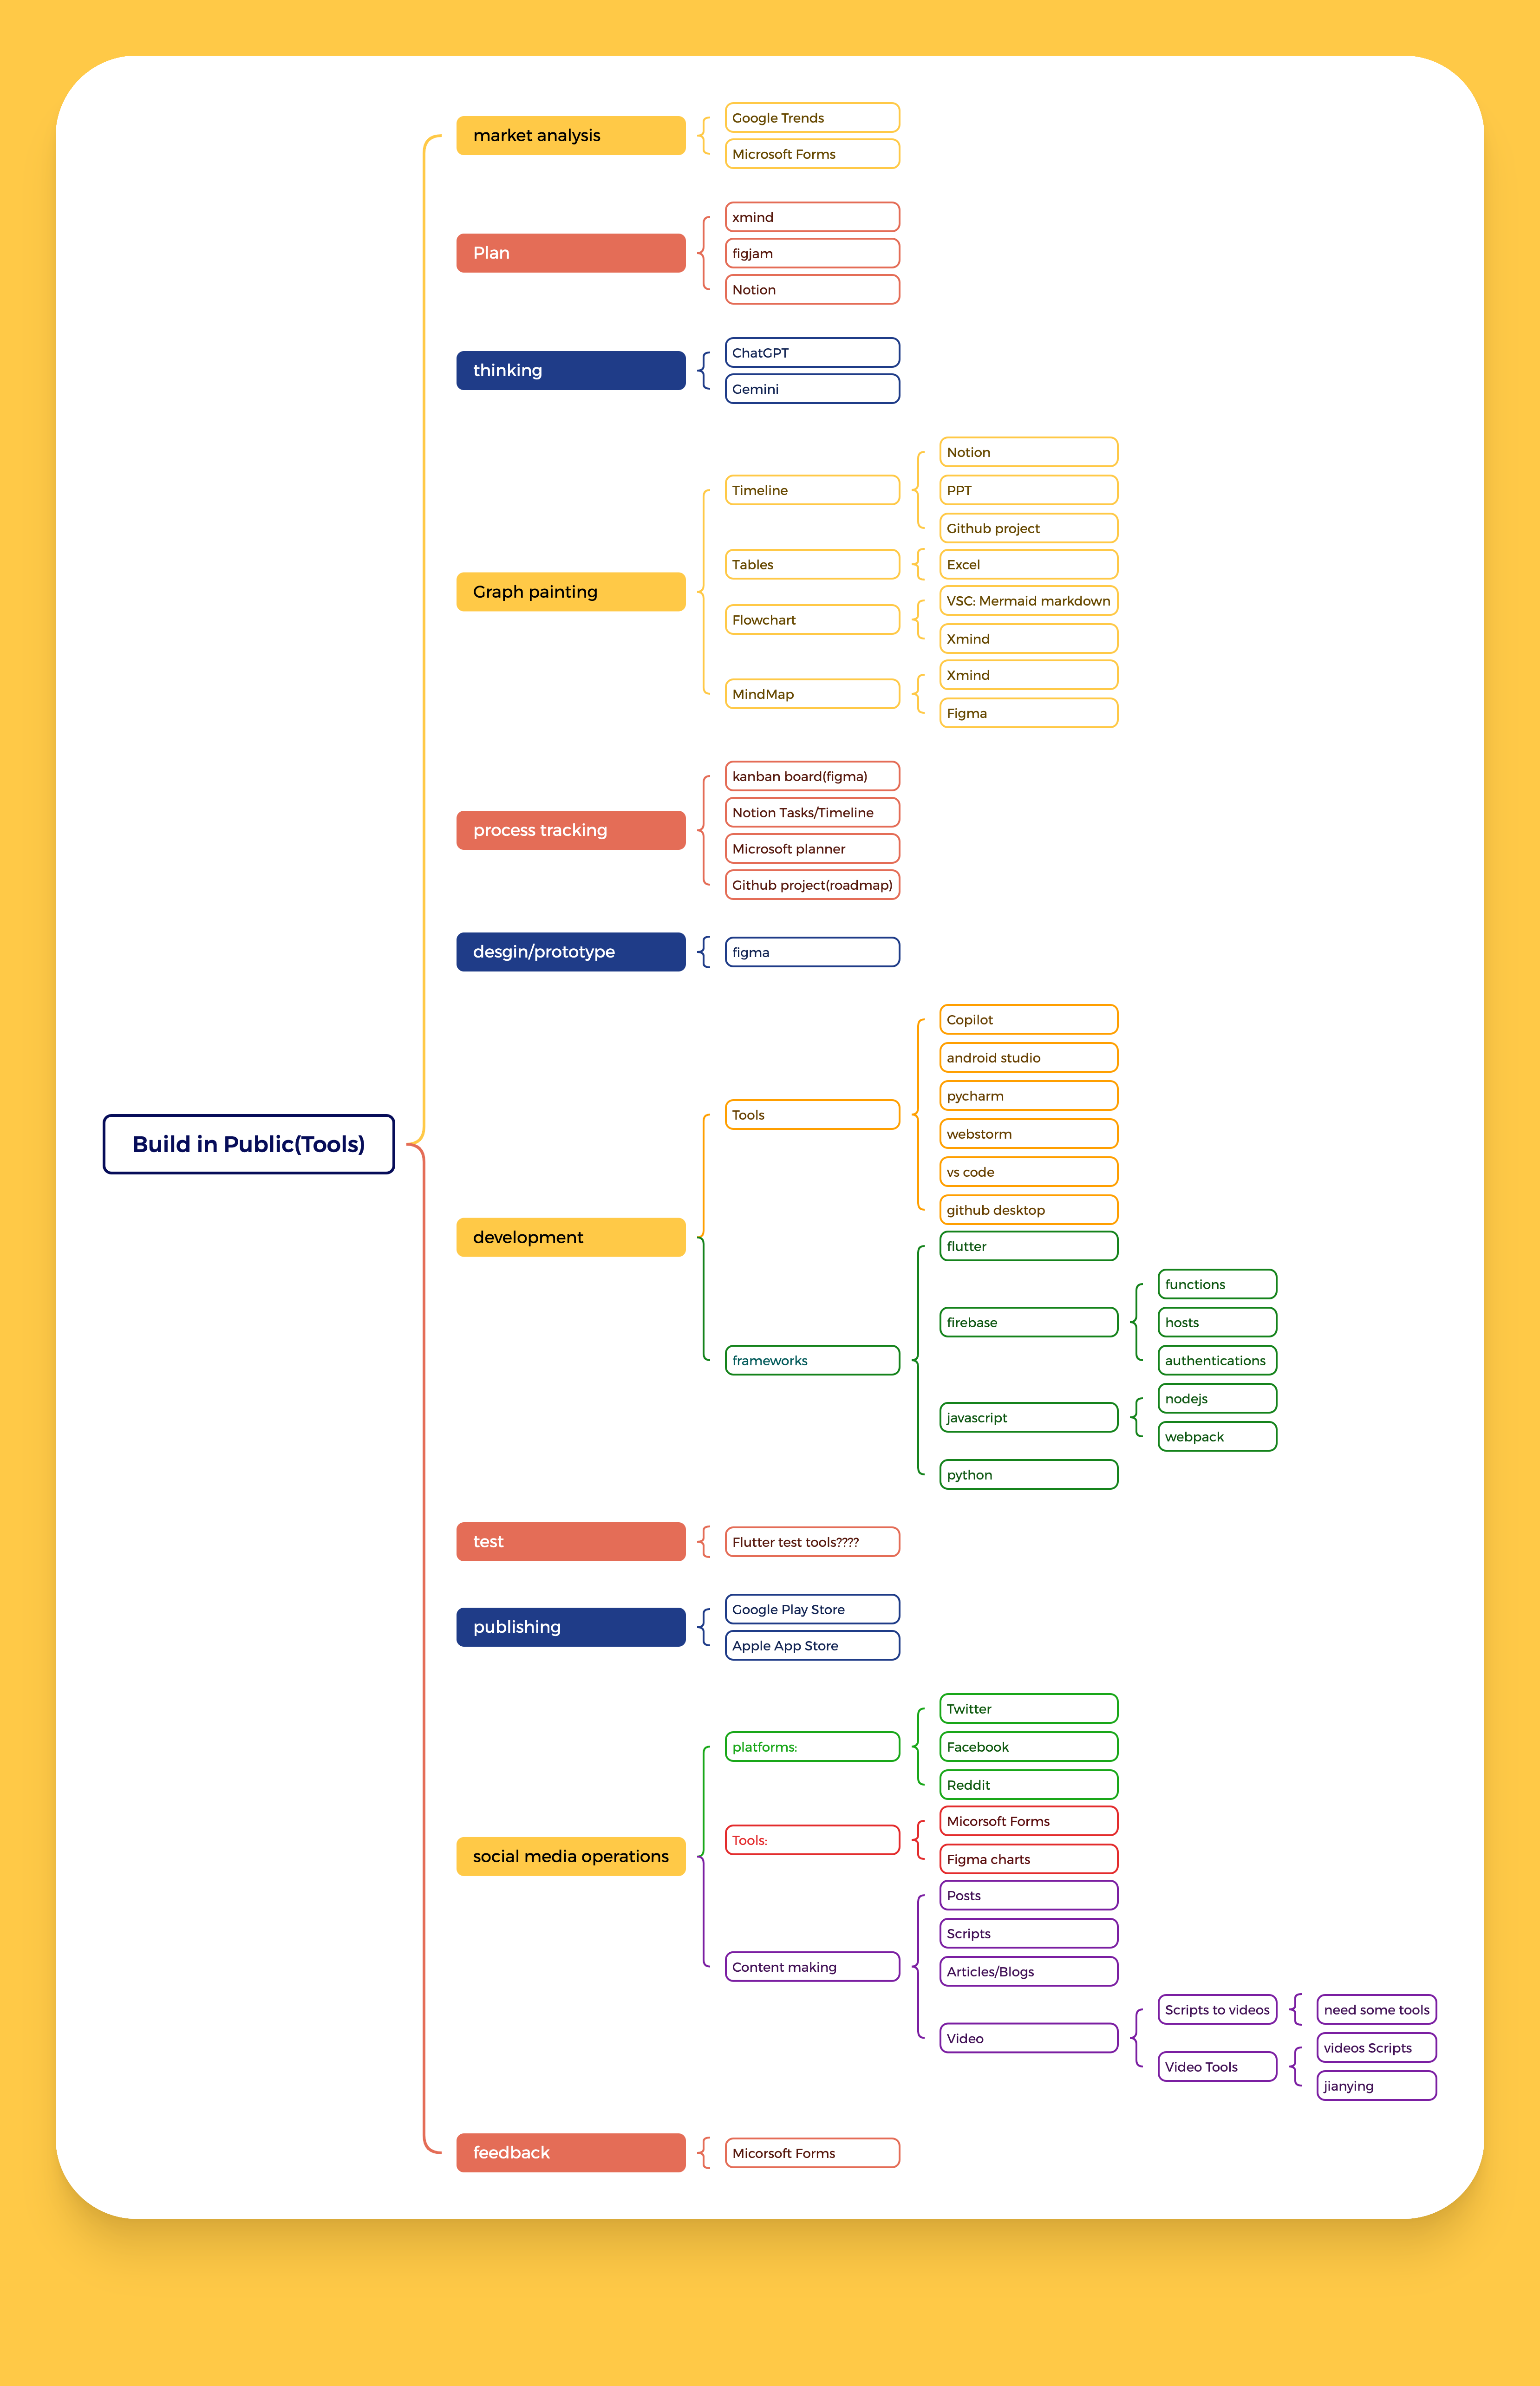 market analysis
Google Trends
Microsoft Forms
Plan
xmind
figjam
Notion
thinking
ChatGPT
Gemini
Graph painting
Timeline
Notion
PPT
Github project
Tables
Excel
Flowchart
VSC: Mermaid markdown
Xmind
MindMap
Xmind
Figma
process tracking
kanban board(figma)
Notion Tasks/Timeline
Microsoft planner
Github project(roadmap)
desgin/prototype
figma
Build in Public(Tools)
development
Tools
Copilot
android studio
pycharm
webstorm
vs code
github desktop
frameworks
flutter
firebase
functions
hosts
authentications
javascript
nodejs
webpack
python
test
Flutter test tools????
publishing
Google Play Store
Apple App Store
social media operations
platforms:
Twitter
Facebook
Reddit
Tools:
Micorsoft Forms
Figma charts
Content making
Posts
Scripts
Articles/Blogs
Video
Scripts to videos
need some tools
Video Tools
videos Scripts
jianying
feedback
Micorsoft Forms